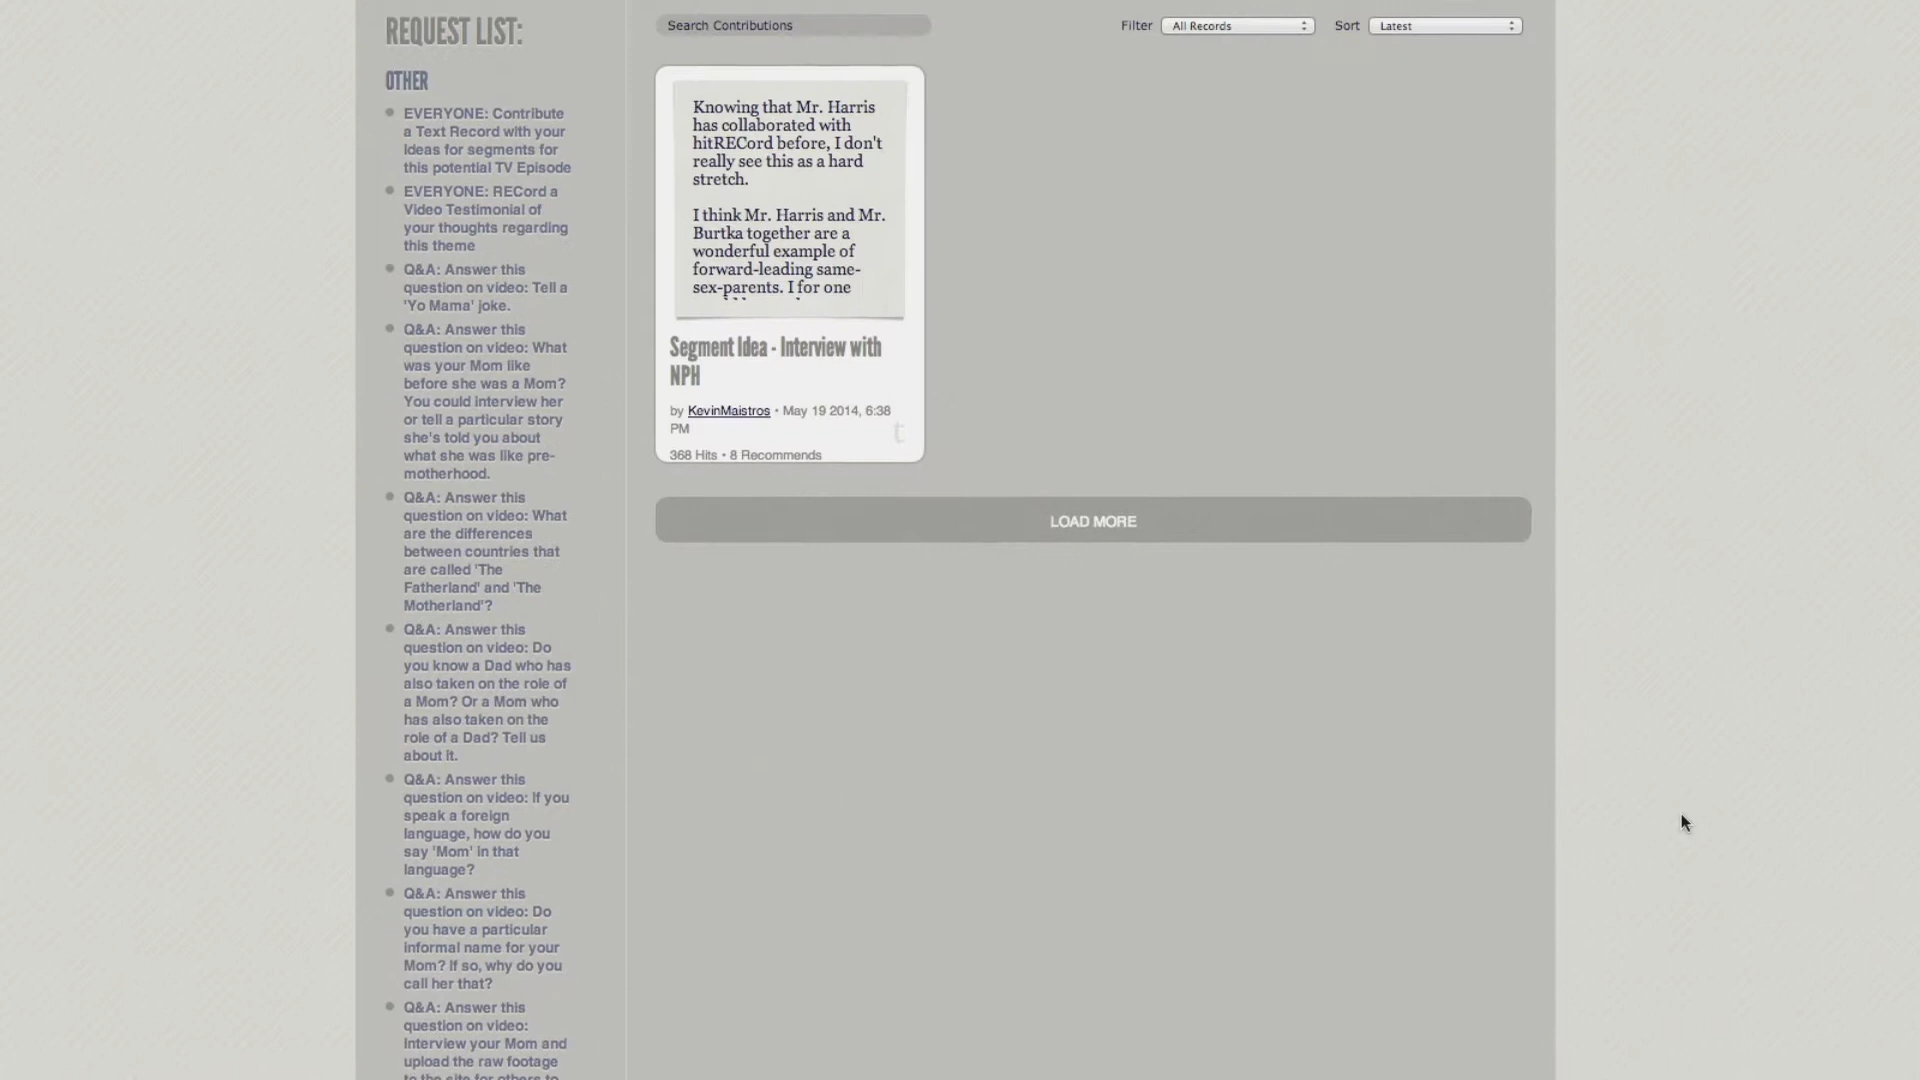 REQUEST LIST:
OTHER
EVERYONE: Contribute
a Text Record with your
Ideas for segments for
this potential TV Episode
EVERYONE: RECord a
Video Testimonial of
your thoughts regarding
this theme
Q&A: Answer this
question on video: Tell a
'Yo Mama' joke.
Q&A: Answer this
question on video: What
was your Mom like
before she was a Mom?
You could interview her
or tell a particular story
she's told you about
what she was like pre-
motherhood.
Q&A: Answer this
question on video: What
are the differences
between countries that
are called 'The
Fatherland' and 'The
Motherland'?
Q&A: Answer this
question on video: Do
you know a Dad who has
also taken on the role of
a Mom? Or a Mom who
has also taken on the
role of a Dad? Tell us
about it.
Q&A: Answer this
question on video: If you
speak a foreign
language, how do you
say 'Mom' in that
language?
Q&A: Answer this
question on video: Do
you have a particular
informal name for your
Mom? If so, why do you
call her that?
Q&A: Answer this
question on video:
Interview your Mom and
upload the raw footage
to the site for others to
Search Contributions
Filter All Records Sort Latest
Knowing that Mr. Harris
has collaborated with
hitRECord before, I don't
really see this as a hard
stretch.
I think Mr. Harris and Mr.
Burtka together are a
wonderful example of
forward-leading same-
sex-parents. I for one
Segment Idea - Interview with
NPH
by KevinMaistros • May 19 2014, 6:38
PM
t
368 Hits • 8 Recommends
LOAD MORE